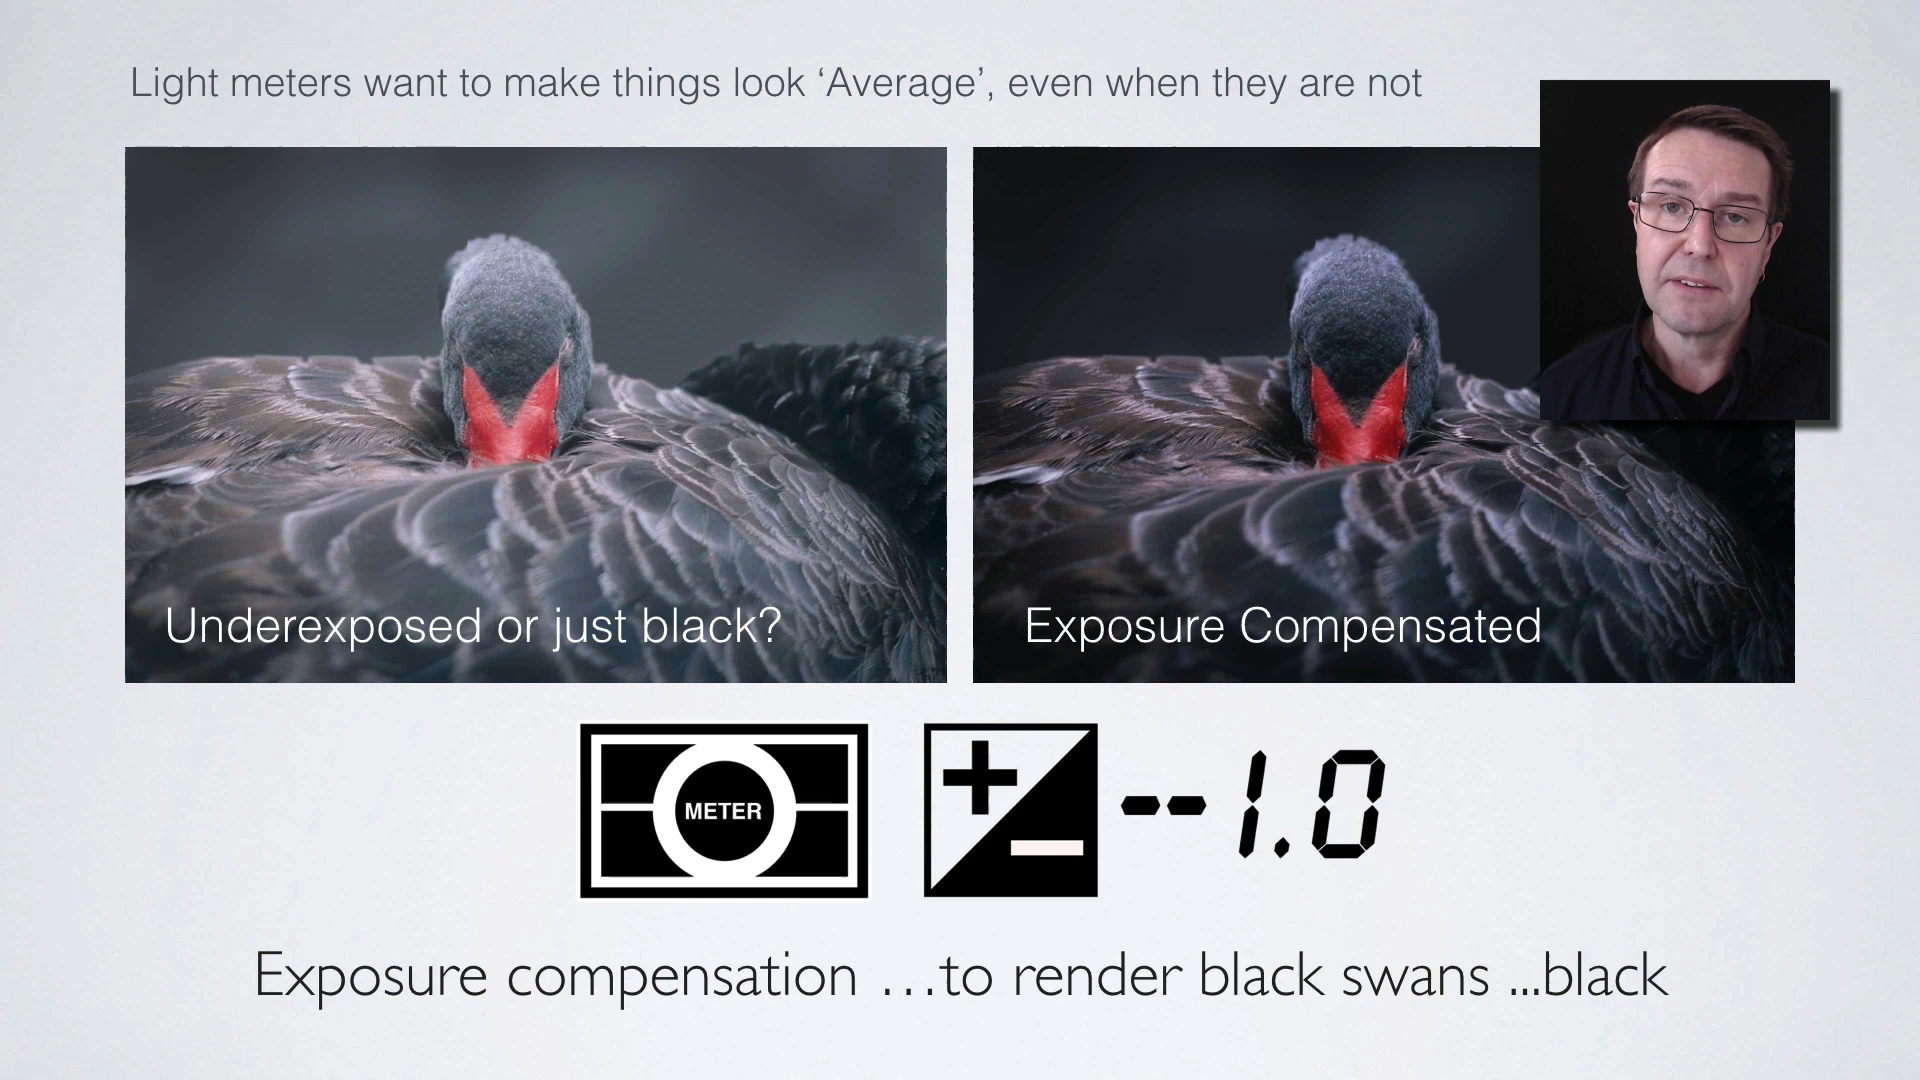 Light meters want to make things look ‘Average’, even when they are not
Underexposed or just black?
Exposure Compensated
METER
+
–
--1.0
Exposure compensation …to render black swans ...black